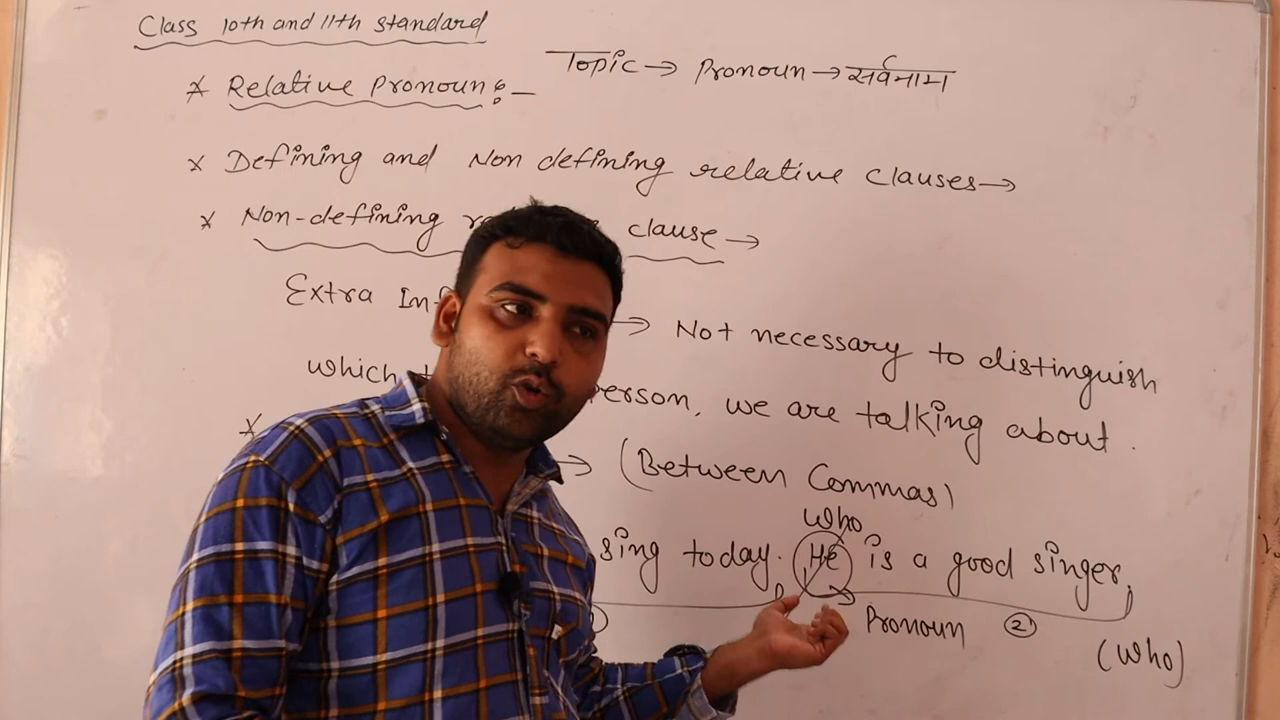 Class 10th and 11th standard
Topic → Pronoun → सर्वनाम
* Relative Pronoun :-
* Defining and Non defining relative clauses →
* Non-defining clause →
Extra → Not necessary to distinguish
which person, we are talking about.
* → (Between Commas)
who
sing today. He is a good singer,
Pronoun ②
(who)